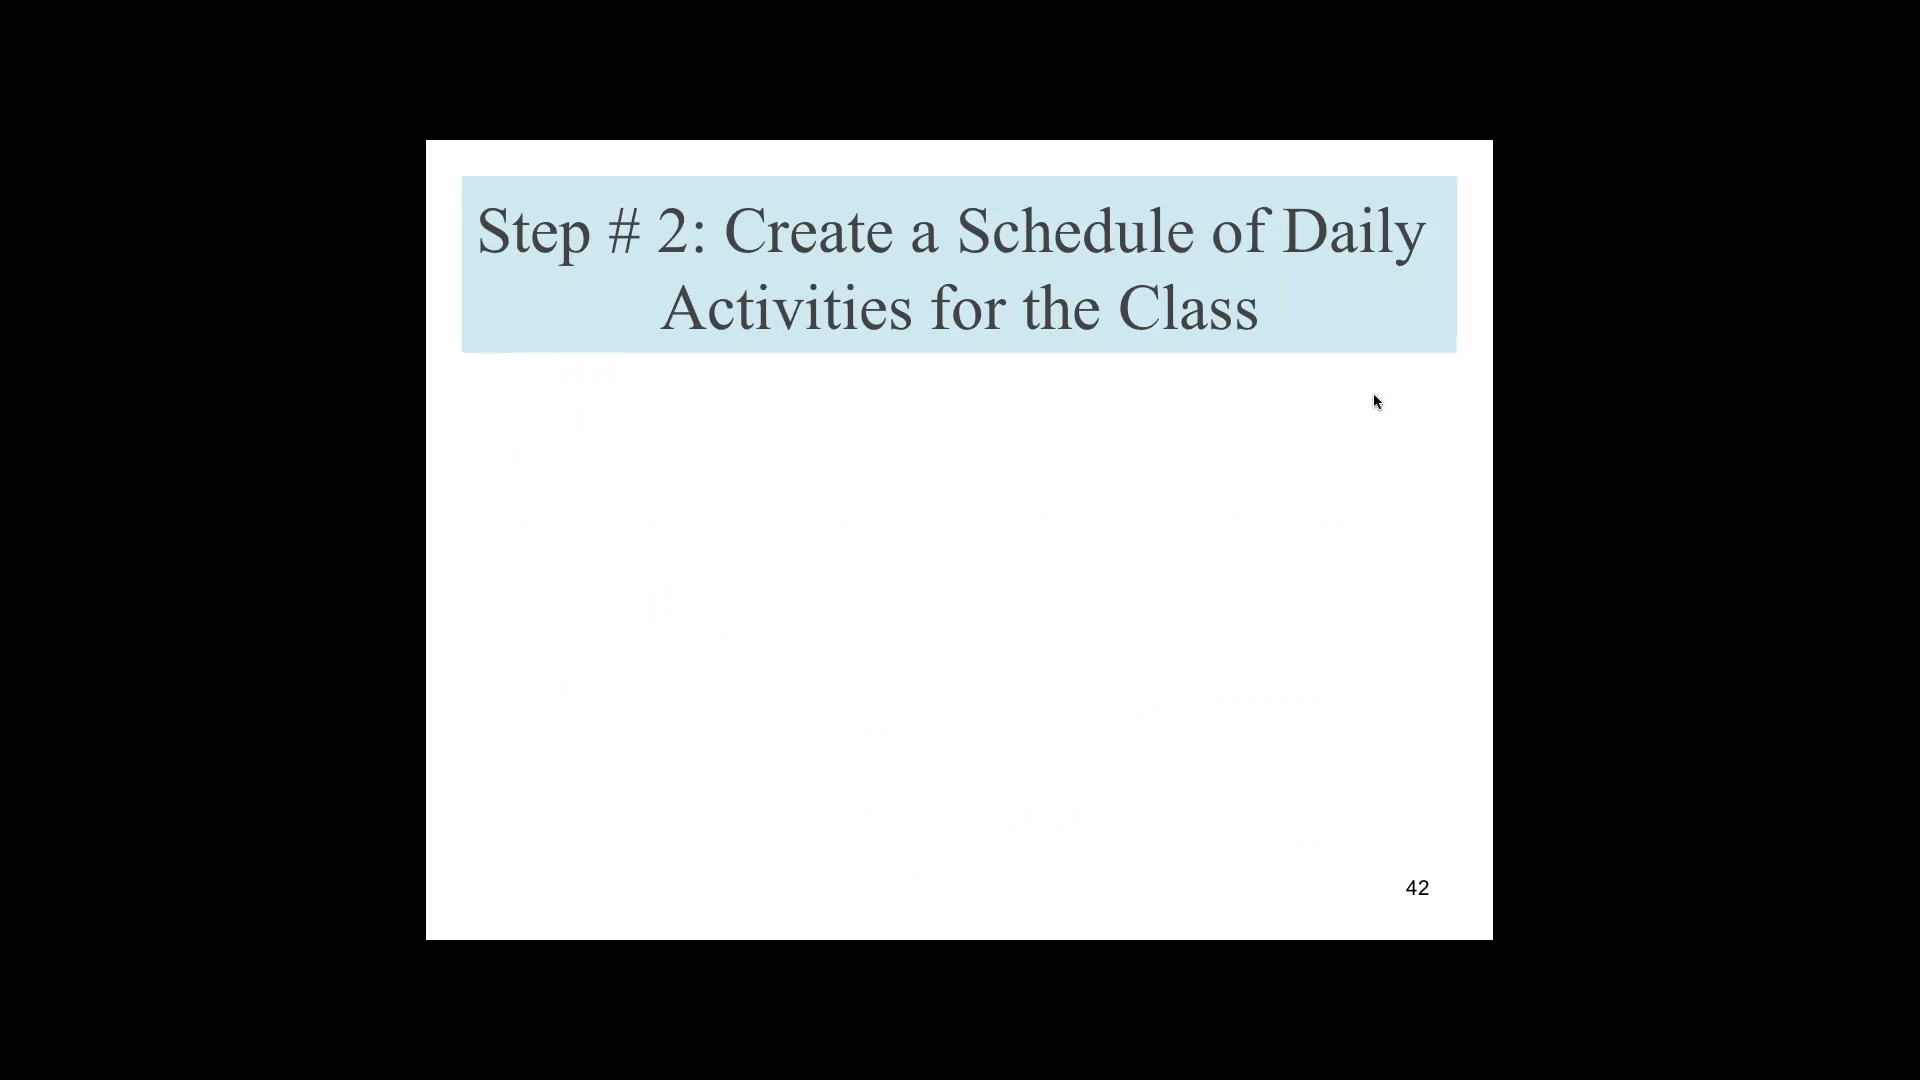 Step # 2: Create a Schedule of Daily
Activities for the Class
42